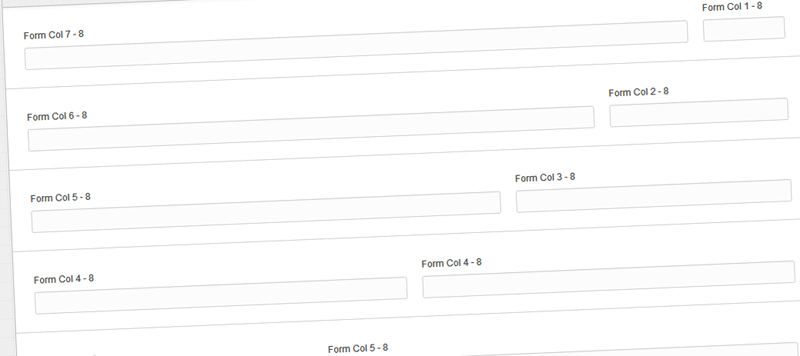 Form Col 7 - 8
Form Col 1 - 8
Form Col 6 - 8
Form Col 2 - 8
Form Col 5 - 8
Form Col 3 - 8
Form Col 4 - 8
Form Col 4 - 8
Form Col 5 - 8